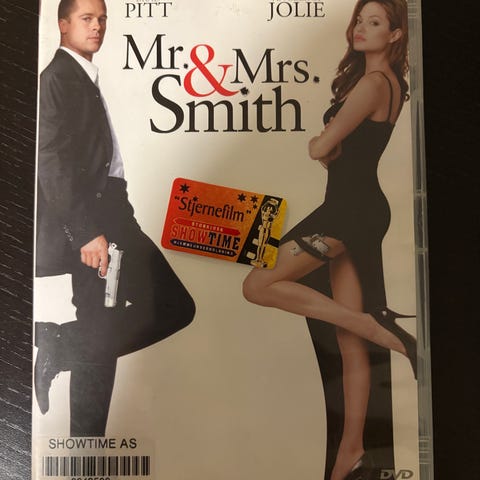 PITT
JOLIE
Mr. & Mrs.
Smith
"Stjernefilm"
SHOWTIME
SHOWTIME AS
DVD